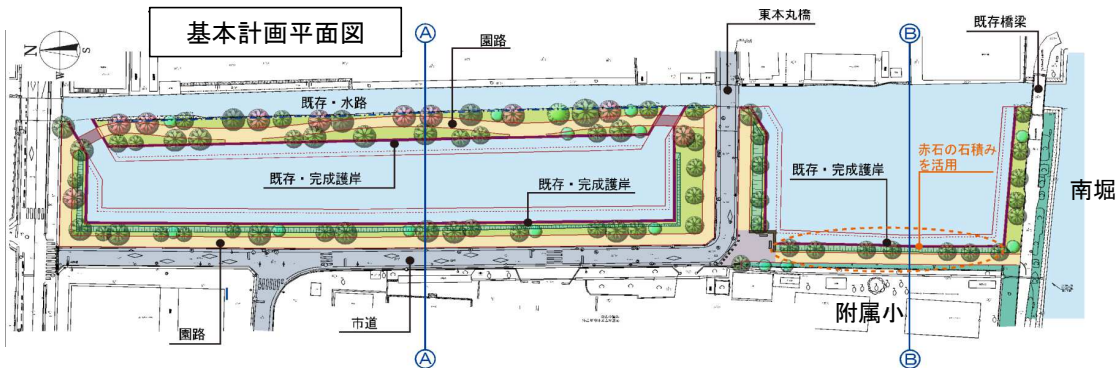 基本計画平面図
N
S
W
Ⓐ
園路
東本丸橋
Ⓑ
既存橋梁
既存・水路
赤石の石積み
を活用
既存・完成護岸
既存・完成護岸
既存・完成護岸
南堀
園路
市道
附属小
Ⓐ
Ⓑ